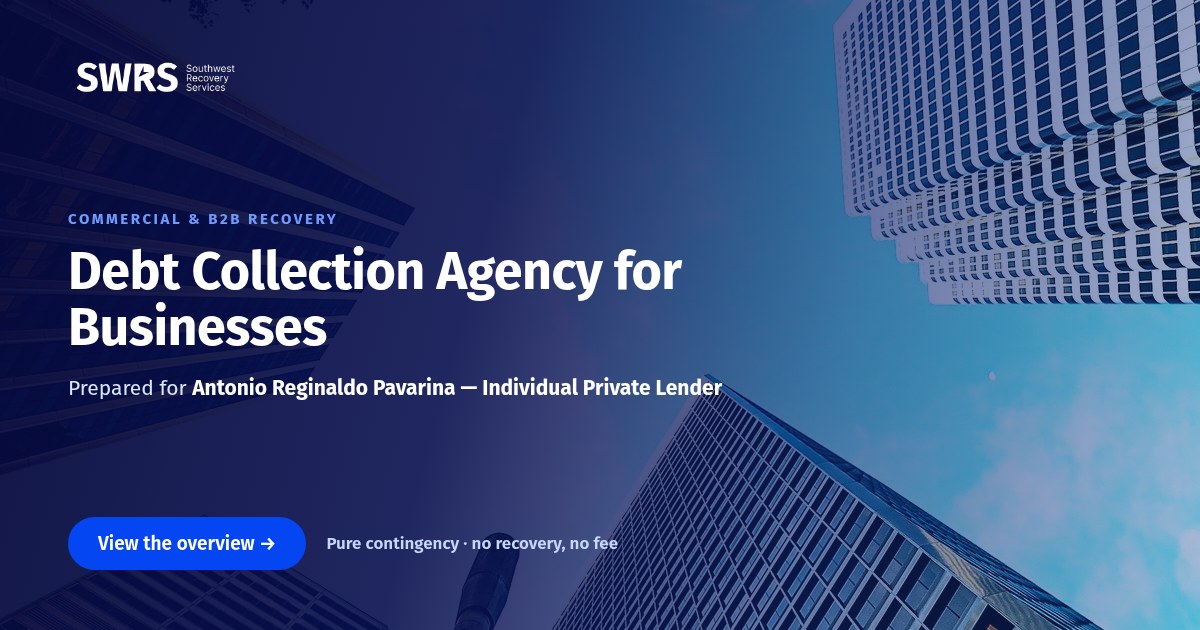 SWRS
Southwest
Recovery
Services
COMMERCIAL & B2B RECOVERY
Debt Collection Agency for
Businesses
Prepared for Antonio Reginaldo Pavarina — Individual Private Lender
View the overview →
Pure contingency · no recovery, no fee